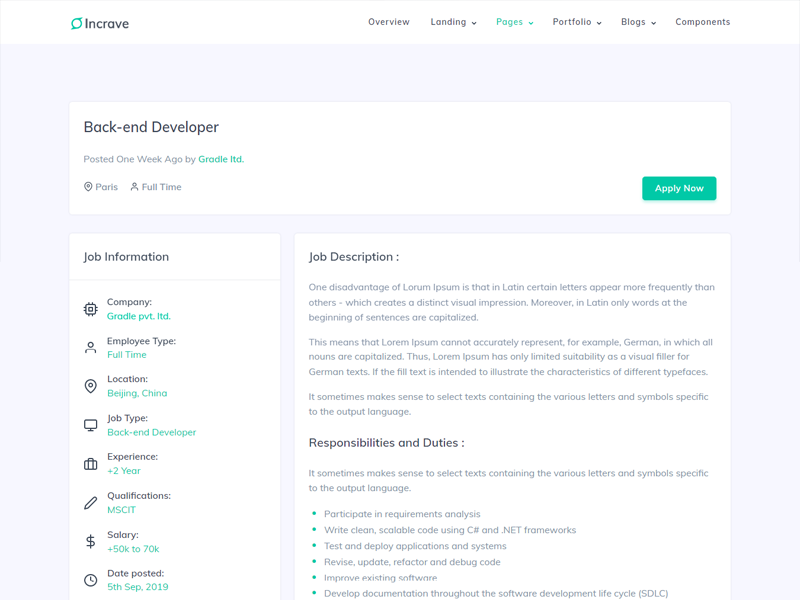 Incrave
Overview Landing Pages Portfolio Blogs Components
Back-end Developer
Posted One Week Ago by Gradle ltd.
Paris Full Time
Apply Now
Job Information
Company:
Gradle pvt. ltd.
Employee Type:
Full Time
Location:
Beijing, China
Job Type:
Back-end Developer
Experience:
+2 Year
Qualifications:
MSCIT
Salary:
+50k to 70k
Date posted:
5th Sep, 2019
Job Description :
One disadvantage of Lorum Ipsum is that in Latin certain letters appear more frequently than
others - which creates a distinct visual impression. Moreover, in Latin only words at the
beginning of sentences are capitalized.
This means that Lorem Ipsum cannot accurately represent, for example, German, in which all
nouns are capitalized. Thus, Lorem Ipsum has only limited suitability as a visual filler for
German texts. If the fill text is intended to illustrate the characteristics of different typefaces.
It sometimes makes sense to select texts containing the various letters and symbols specific
to the output language.
Responsibilities and Duties :
It sometimes makes sense to select texts containing the various letters and symbols specific
to the output language.
Participate in requirements analysis
Write clean, scalable code using C# and .NET frameworks
Test and deploy applications and systems
Revise, update, refactor and debug code
Improve existing software
Develop documentation throughout the software development life cycle (SDLC)